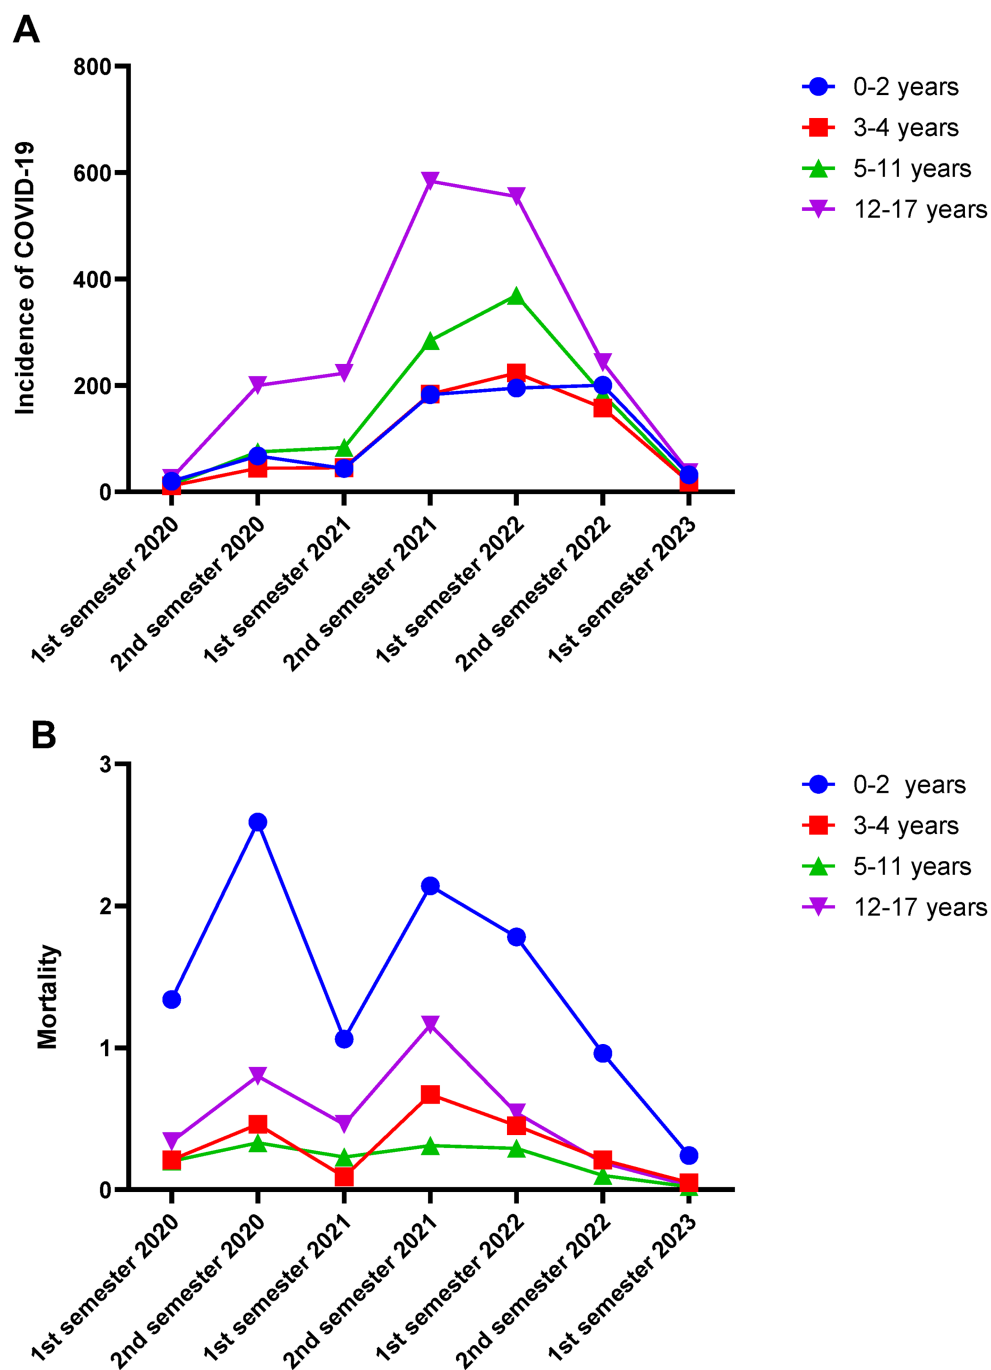 A
800
600
400
200
0
Incidence of COVID-19
0-2 years
3-4 years
5-11 years
12-17 years
1st semester 2020
2nd semester 2020
1st semester 2021
2nd semester 2021
1st semester 2022
2nd semester 2022
1st semester 2023
B
3
2
1
0
Mortality
0-2  years
3-4 years
5-11 years
12-17 years
1st semester 2020
2nd semester 2020
1st semester 2021
2nd semester 2021
1st semester 2022
2nd semester 2022
1st semester 2023